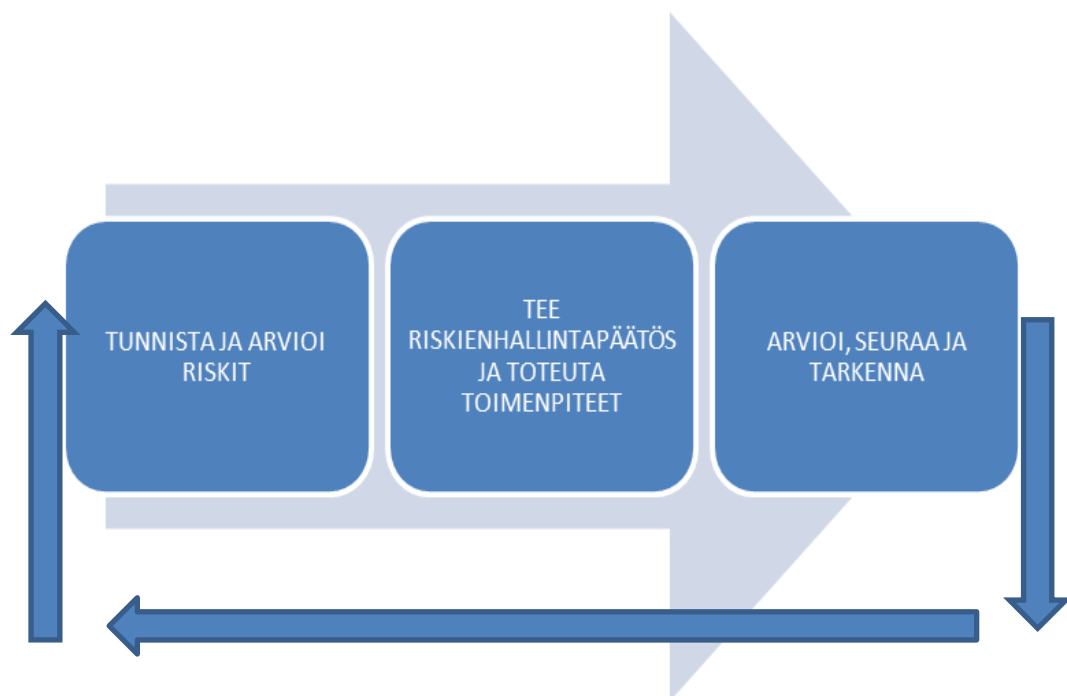 TUNNISTA JA ARVIOI
RISKIT
TEE
RISKIENHALLINTAPÄÄTÖS
JA TOTEUTA
TOIMENPITEET
ARVIOI, SEURAA JA
TARKENNA